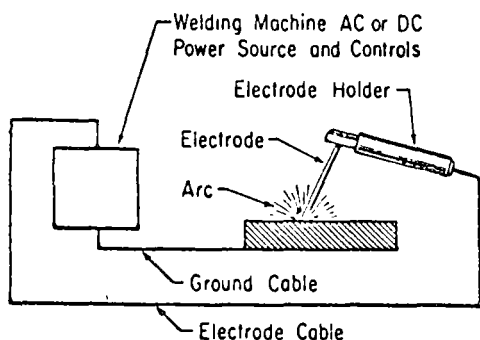 Welding Machine AC or DC
Power Source and Controls
Electrode Holder
Electrode
Arc
Ground Cable
Electrode Cable